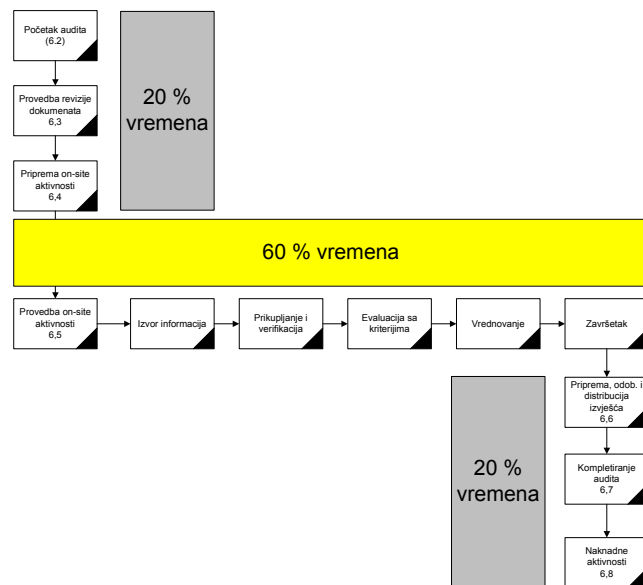 Početak audita
(6.2)
Provedba revizije
dokumenata
6,3
Priprema on-site
aktivnosti
6,4
20 %
vremena
60 % vremena
Provedba on-site
aktivnosti
6,5
Izvor informacija
Prikupljanje i
verifikacija
Evaluacija sa
kriterijima
Vrednovanje
Završetak
Priprema, odob. i
distribucija
izvješća
6,6
20 %
vremena
Kompletiranje
audita
6,7
Naknadne
aktivnosti
6,8